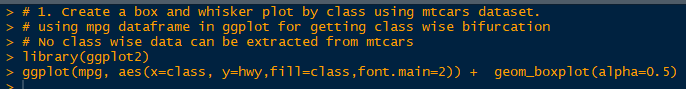 > # 1. Create a box and whisker plot by class using mtcars dataset.
> # using mpg dataframe in ggplot for getting class wise bifurcation
> # No class wise data can be extracted from mtcars
> library(ggplot2)
> ggplot(mpg, aes(x=class, y=hwy,fill=class,font.main=2)) +  geom_boxplot(alpha=0.5)
>